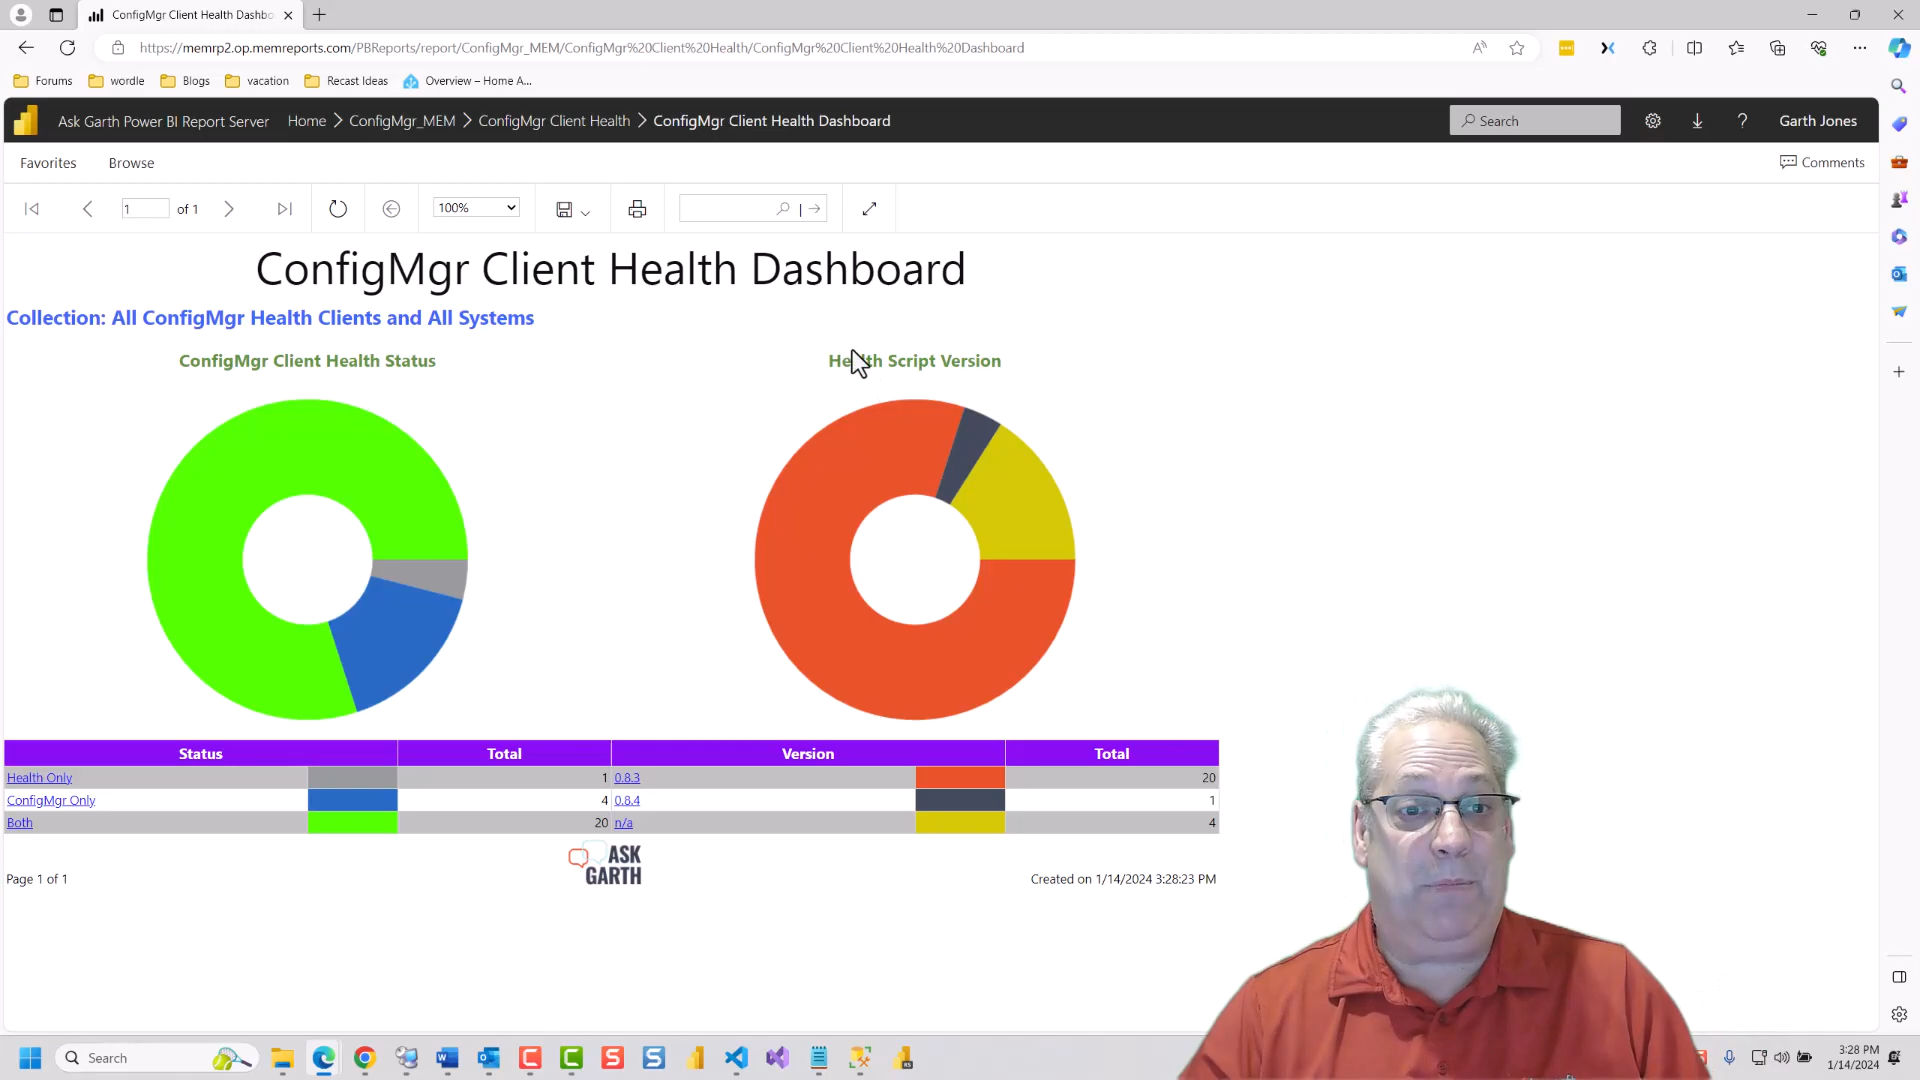 ConfigMgr Client Health Dashbo
https://memrp2.op.memreports.com/PBReports/report/ConfigMgr_MEM/ConfigMgr%20Client%20Health/ConfigMgr%20Client%20Health%20Dashboard
Forums wordle Blogs vacation Recast Ideas Overview – Home A...
Ask Garth Power BI Report Server Home > ConfigMgr_MEM > ConfigMgr Client Health > ConfigMgr Client Health Dashboard Search ? Garth Jones
Favorites Browse Comments
1 of 1 100%
ConfigMgr Client Health Dashboard
Collection: All ConfigMgr Health Clients and All Systems
ConfigMgr Client Health Status Health Script Version
Status Total Version Total
Health Only 1 0.8.3 20
ConfigMgr Only 4 0.8.4 1
Both 20 n/a 4
ASK
GARTH
Page 1 of 1 Created on 1/14/2024 3:28:23 PM
Search 3:28 PM
1/14/2024